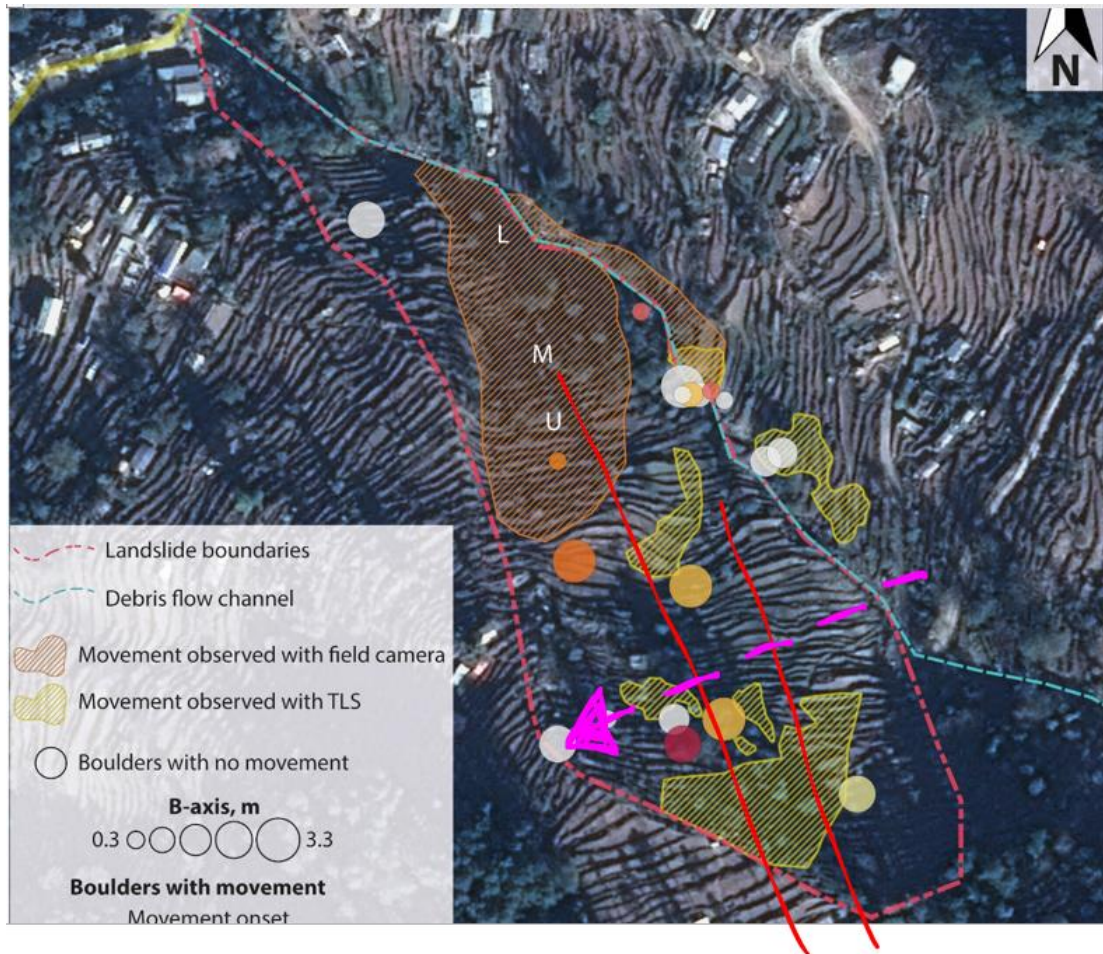 N
L
M
U
Landslide boundaries
Debris flow channel
Movement observed with field camera
Movement observed with TLS
Boulders with no movement
B-axis, m
0.3 3.3
Boulders with movement
Movement onset